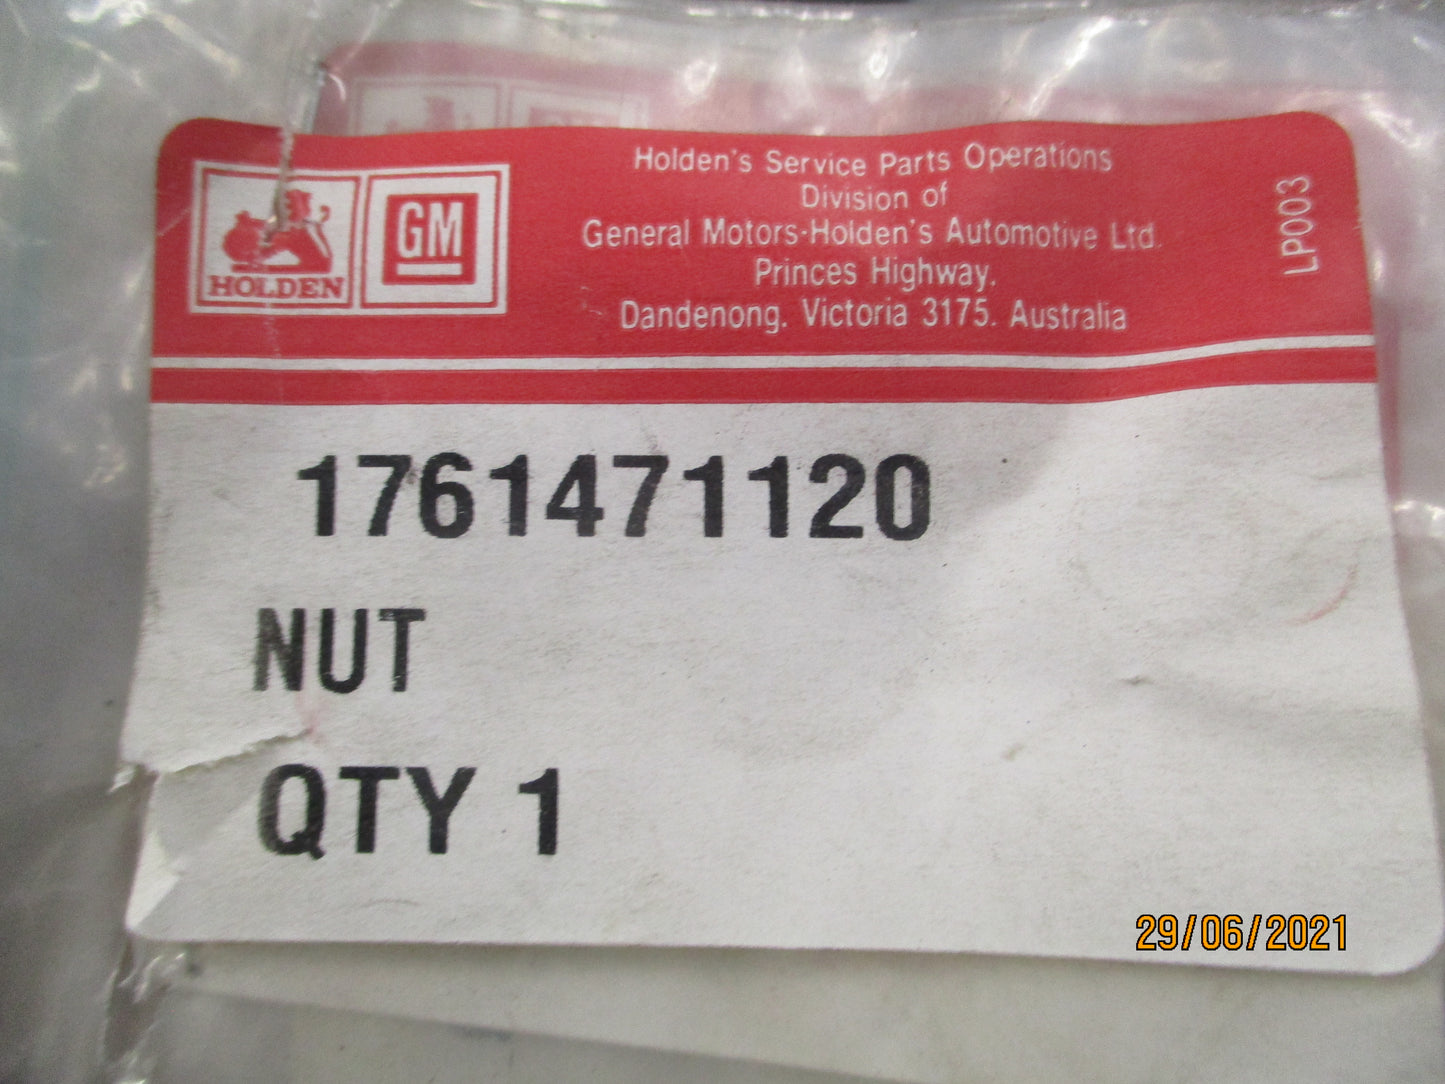 HOLDEN
GM
Holden's Service Parts Operations
Division of
General Motors-Holden's Automotive Ltd.
Princes Highway,
Dandenong. Victoria 3175. Australia
LP003
1761471120
NUT
QTY 1
29/06/2021